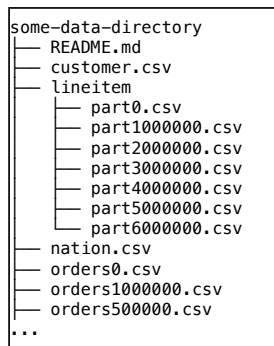 some-data-directory
├── README.md
├── customer.csv
├── lineitem
│   ├── part0.csv
│   ├── part1000000.csv
│   ├── part2000000.csv
│   ├── part3000000.csv
│   ├── part4000000.csv
│   ├── part5000000.csv
│   └── part6000000.csv
├── nation.csv
├── orders0.csv
├── orders1000000.csv
├── orders500000.csv
...